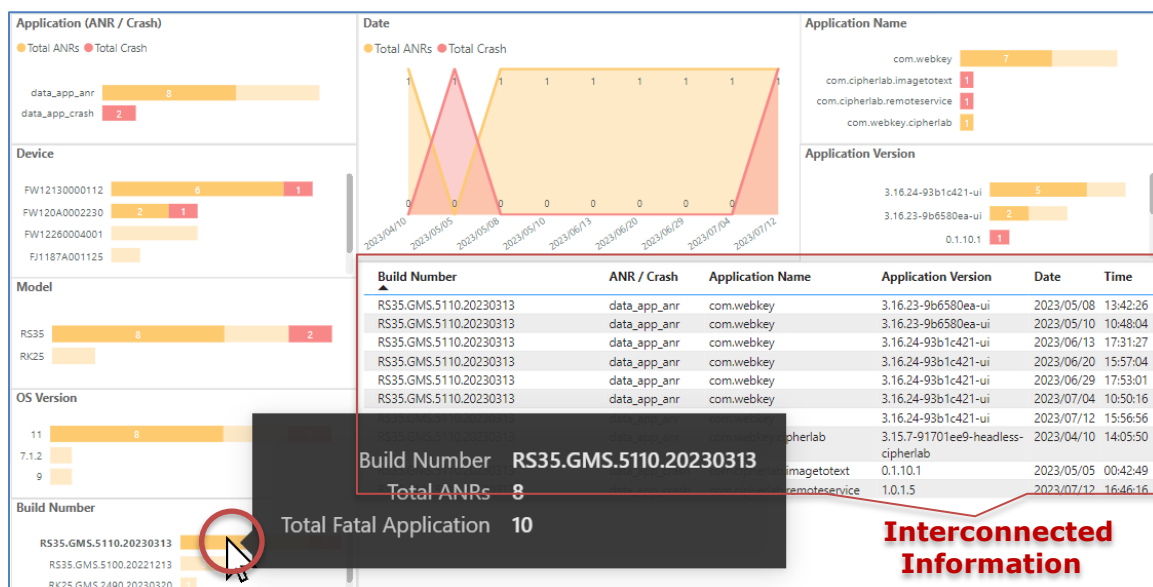 Application (ANR / Crash)
Total ANRs Total Crash
data_app_anr 8
data_app_crash 2
Device
FW12130000112 6 1
FW120A0002230 2 1
FW12260004001
FJ1187A001125
Model
RS35 8 2
RK25
OS Version
11 8
7.1.2
9
Build Number
RS35.GMS.5110.20230313
RS35.GMS.5100.20221213
RK25.GMS.2490.20230320
Date
Total ANRs Total Crash
1 1 1 1 1 1 1 1 1
0 0 0 0 0 0 0 0
2023/04/10 2023/05/05 2023/05/08 2023/05/10 2023/06/13 2023/06/20 2023/06/29 2023/07/04 2023/07/12
Application Name
com.webkey 7
com.cipherlab.imagetotext 1
com.cipherlab.remoteservice 1
com.webkey.cipherlab 1
Application Version
3.16.24-93b1c421-ui 5
3.16.23-9b6580ea-ui 2
0.1.10.1 1
Build Number ANR / Crash Application Name Application Version Date Time
RS35.GMS.5110.20230313 data_app_anr com.webkey 3.16.23-9b6580ea-ui 2023/05/08 13:42:26
RS35.GMS.5110.20230313 data_app_anr com.webkey 3.16.23-9b6580ea-ui 2023/05/10 10:48:04
RS35.GMS.5110.20230313 data_app_anr com.webkey 3.16.24-93b1c421-ui 2023/06/13 17:31:27
RS35.GMS.5110.20230313 data_app_anr com.webkey 3.16.24-93b1c421-ui 2023/06/20 15:57:04
RS35.GMS.5110.20230313 data_app_anr com.webkey 3.16.24-93b1c421-ui 2023/06/29 17:53:01
RS35.GMS.5110.20230313 data_app_anr com.webkey 3.16.24-93b1c421-ui 2023/07/04 10:50:16
3.16.24-93b1c421-ui 2023/07/12 15:56:56
pherlab 3.15.7-91701ee9-headless- 2023/04/10 14:05:50
cipherlab
imagetotext 0.1.10.1 2023/05/05 00:42:49
remoteservice 1.0.1.5 2023/07/12 16:46:16
Build Number RS35.GMS.5110.20230313
Total ANRs 8
Total Fatal Application 10
Interconnected
Information